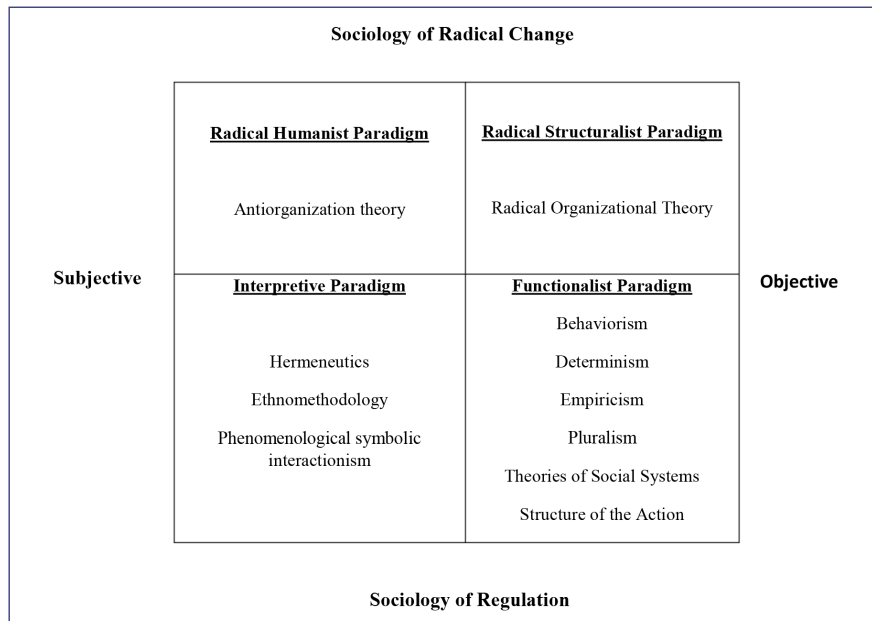 Sociology of Radical Change
Radical Humanist Paradigm
Antiorganization theory
Radical Structuralist Paradigm
Radical Organizational Theory
Subjective
Objective
Interpretive Paradigm
Hermeneutics
Ethnomethodology
Phenomenological symbolic
interactionism
Functionalist Paradigm
Behaviorism
Determinism
Empiricism
Pluralism
Theories of Social Systems
Structure of the Action
Sociology of Regulation